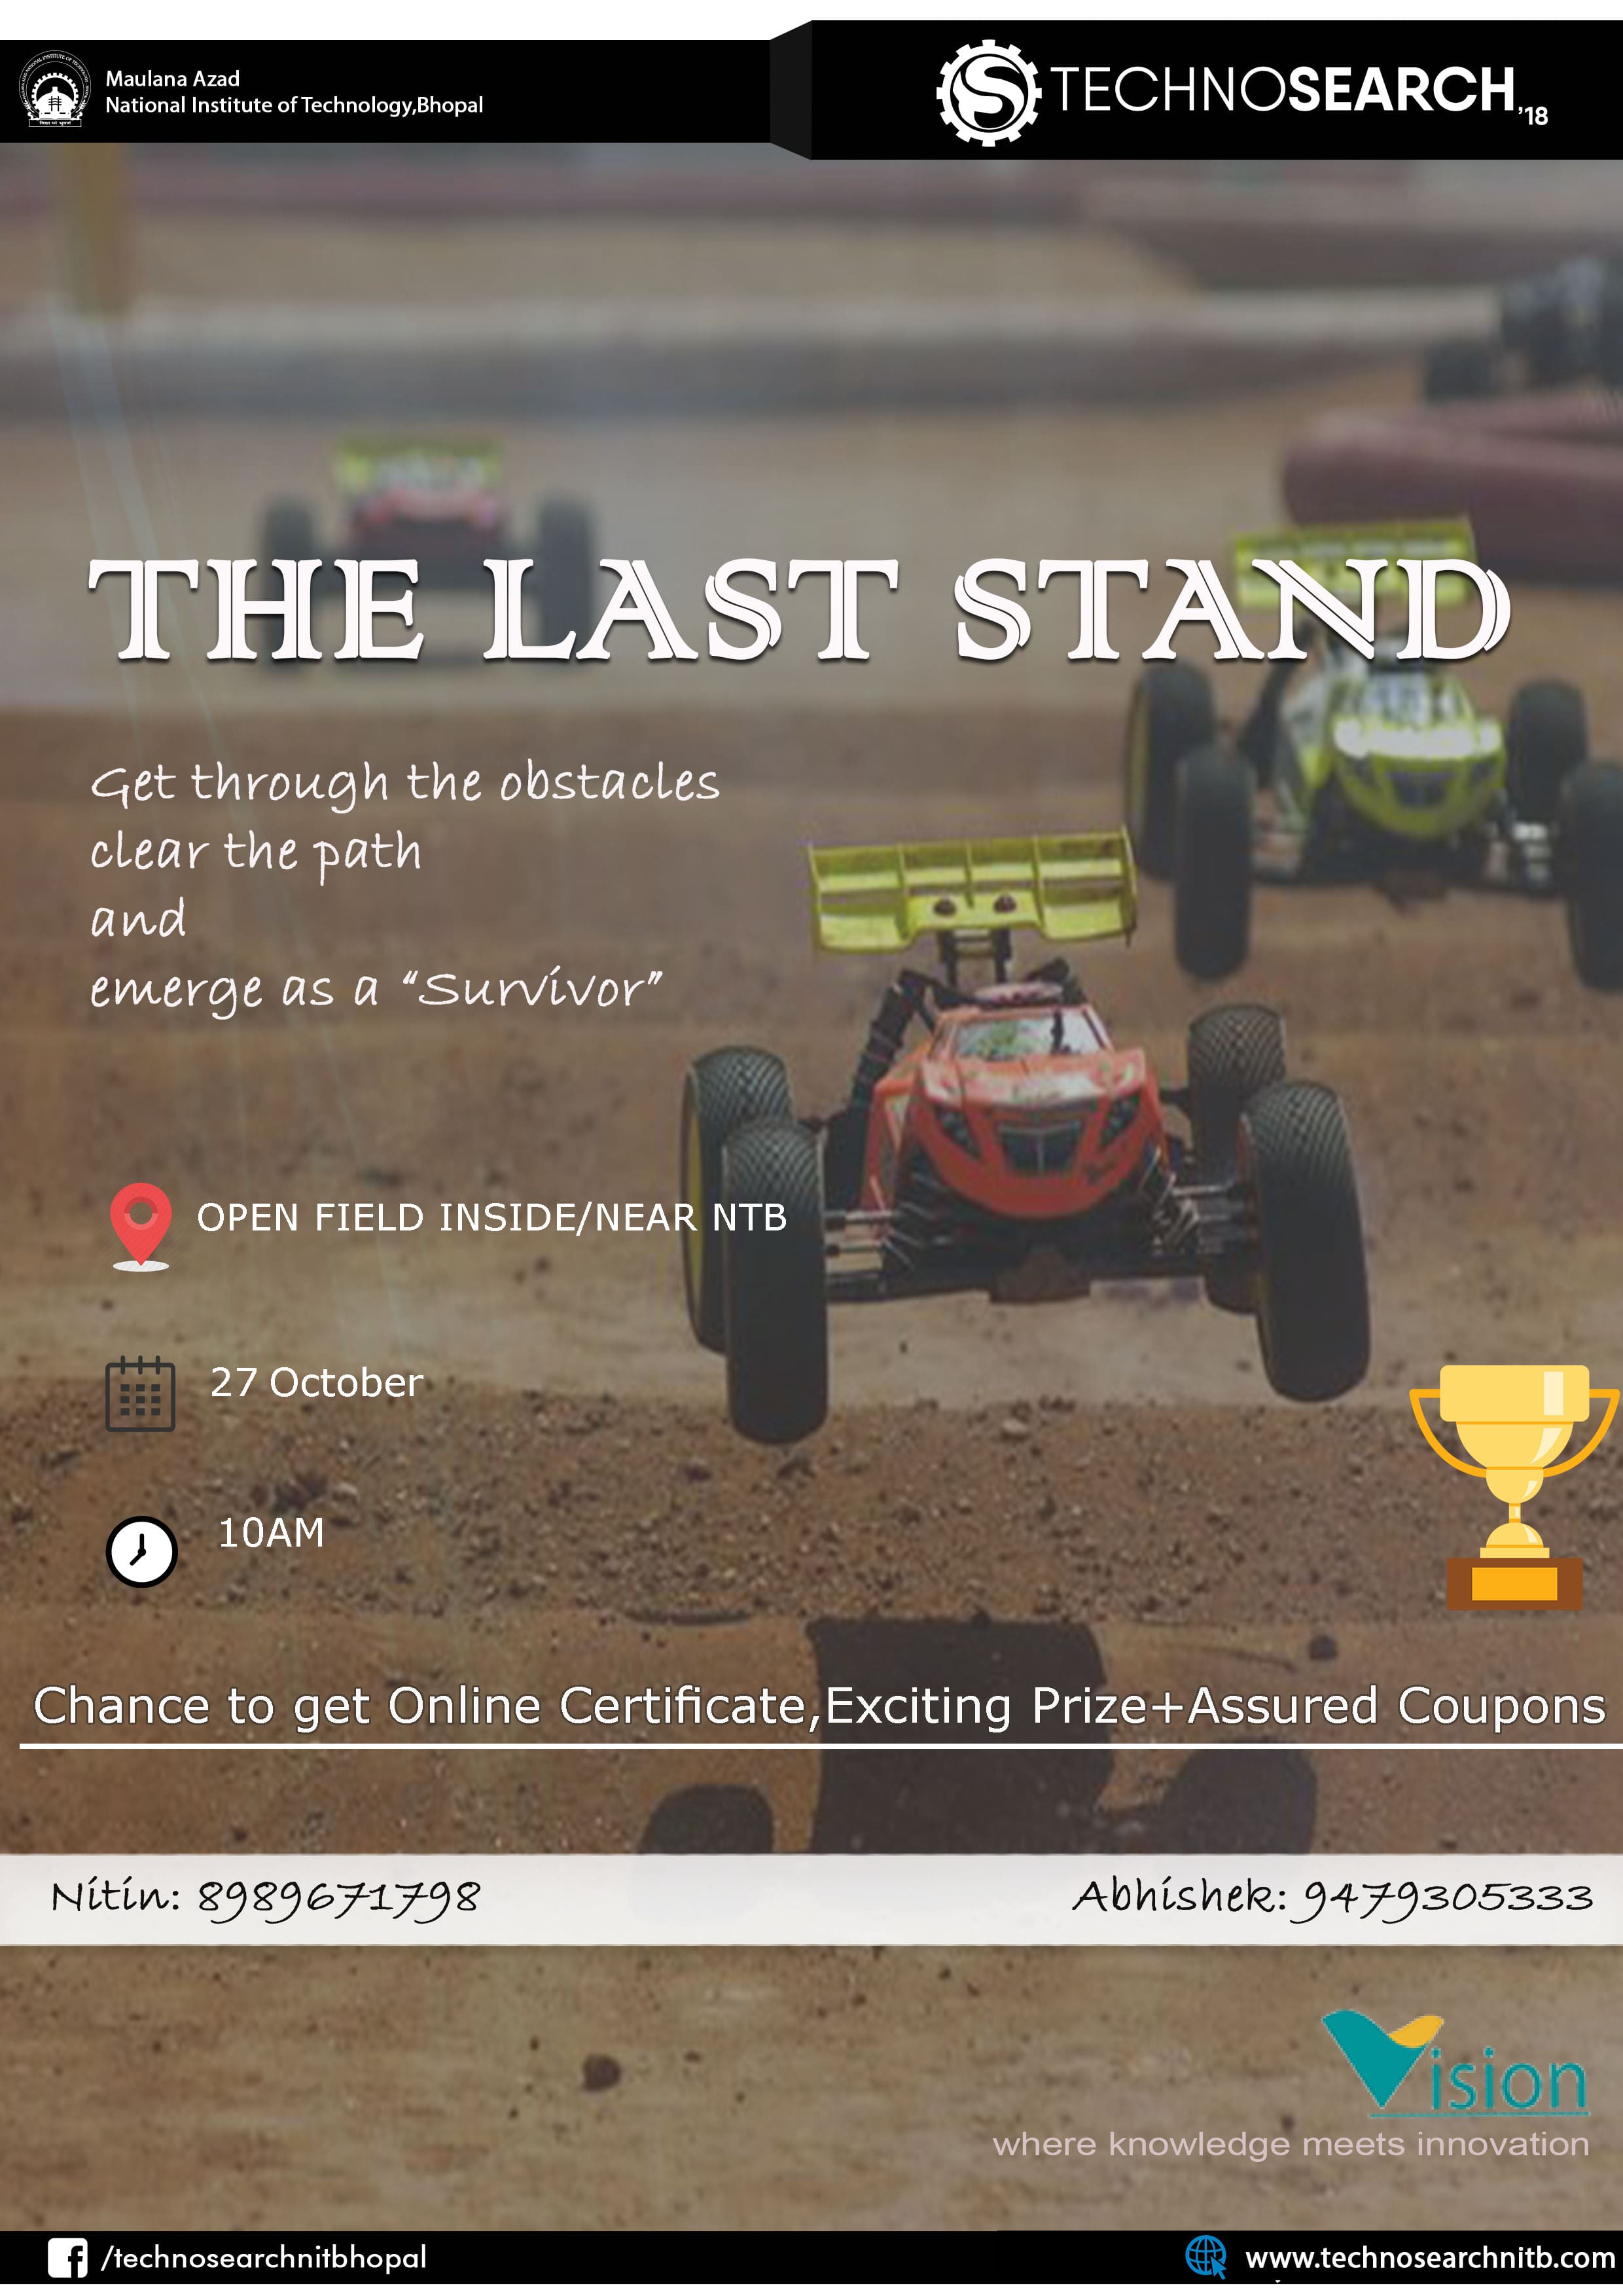 Maulana Azad
National Institute of Technology,Bhopal
TECHNOSEARCH,'18
THE LAST STAND
Get through the obstacles
clear the path
and
emerge as a “Survivor”
OPEN FIELD INSIDE/NEAR NTB
27 October
10AM
Chance to get Online Certificate,Exciting Prize+Assured Coupons
Nitin: 8989671798
Abhishek: 9479305333
Vision
where knowledge meets innovation
/technosearchnitbhopal
www.technosearchnitb.com